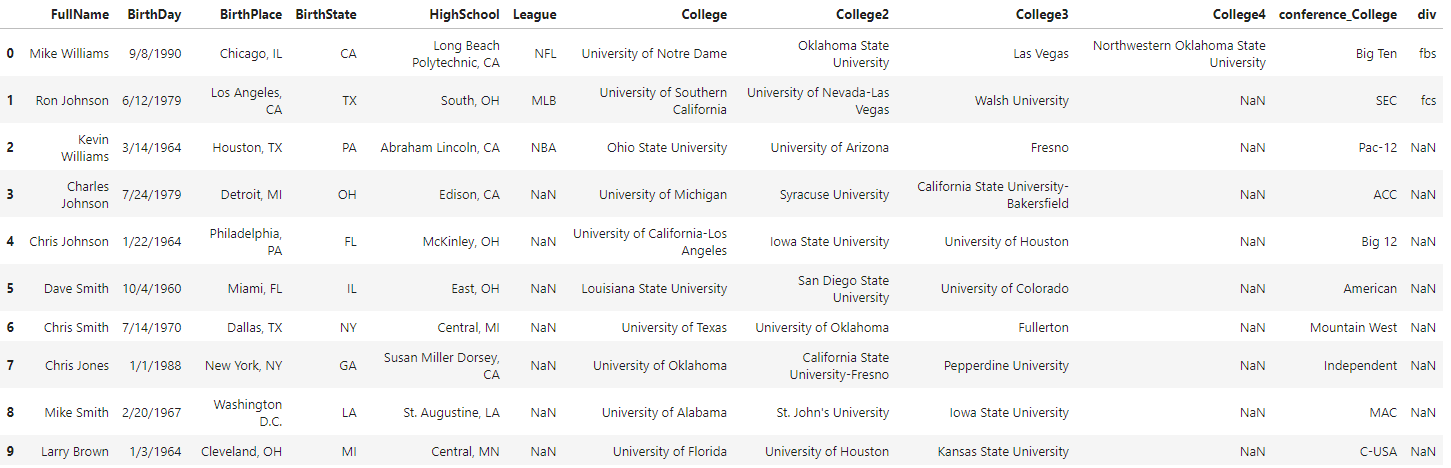 FullName BirthDay BirthPlace BirthState HighSchool League College College2 College3 College4 conference_College div
0 Mike Williams 9/8/1990 Chicago, IL CA Long Beach Polytechnic, CA NFL University of Notre Dame Oklahoma State University Las Vegas Northwestern Oklahoma State University Big Ten fbs
1 Ron Johnson 6/12/1979 Los Angeles, CA TX South, OH MLB University of Southern California University of Nevada-Las Vegas Walsh University NaN SEC fcs
2 Kevin Williams 3/14/1964 Houston, TX PA Abraham Lincoln, CA NBA Ohio State University University of Arizona Fresno NaN Pac-12 NaN
3 Charles Johnson 7/24/1979 Detroit, MI OH Edison, CA NaN University of Michigan Syracuse University California State University-Bakersfield NaN ACC NaN
4 Chris Johnson 1/22/1964 Philadelphia, PA FL McKinley, OH NaN University of California-Los Angeles Iowa State University University of Houston NaN Big 12 NaN
5 Dave Smith 10/4/1960 Miami, FL IL East, OH NaN Louisiana State University San Diego State University University of Colorado NaN American NaN
6 Chris Smith 7/14/1970 Dallas, TX NY Central, MI NaN University of Texas University of Oklahoma Fullerton NaN Mountain West NaN
7 Chris Jones 1/1/1988 New York, NY GA Susan Miller Dorsey, CA NaN University of Oklahoma California State University-Fresno Pepperdine University NaN Independent NaN
8 Mike Smith 2/20/1967 Washington D.C. LA St. Augustine, LA NaN University of Alabama St. John's University Iowa State University NaN MAC NaN
9 Larry Brown 1/3/1964 Cleveland, OH MI Central, MN NaN University of Florida University of Houston Kansas State University NaN C-USA NaN